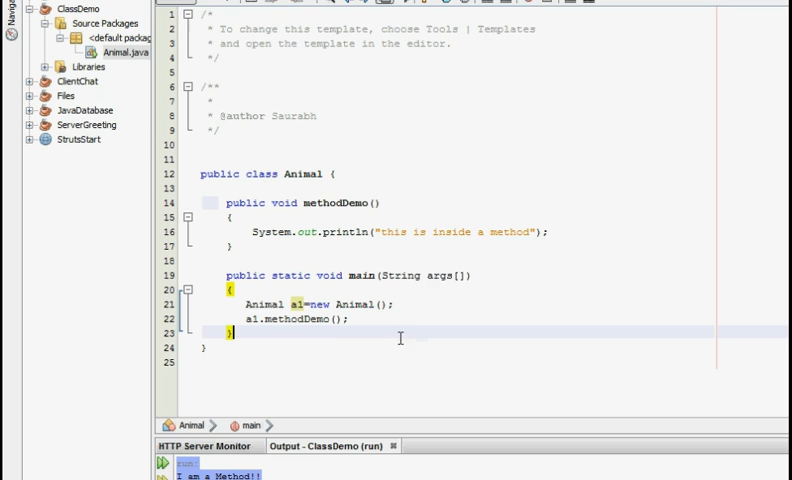 Navig
ClassDemo
Source Packages
<default packag
Animal.java
Libraries
ClientChat
Files
JavaDatabase
ServerGreeting
StrutsStart
1 /*
2 * To change this template, choose Tools | Templates
3 * and open the template in the editor.
4 */
5
6 /**
7 *
8 * @author Saurabh
9 */
10
11
12 public class Animal {
13
14 public void methodDemo()
15 {
16 System.out.println("this is inside a method");
17 }
18
19 public static void main(String args[])
20 {
21 Animal a1=new Animal();
22 a1.methodDemo();
23 }
24 }
25
Animal main
HTTP Server Monitor Output - ClassDemo (run)
run:
I am a Method!!